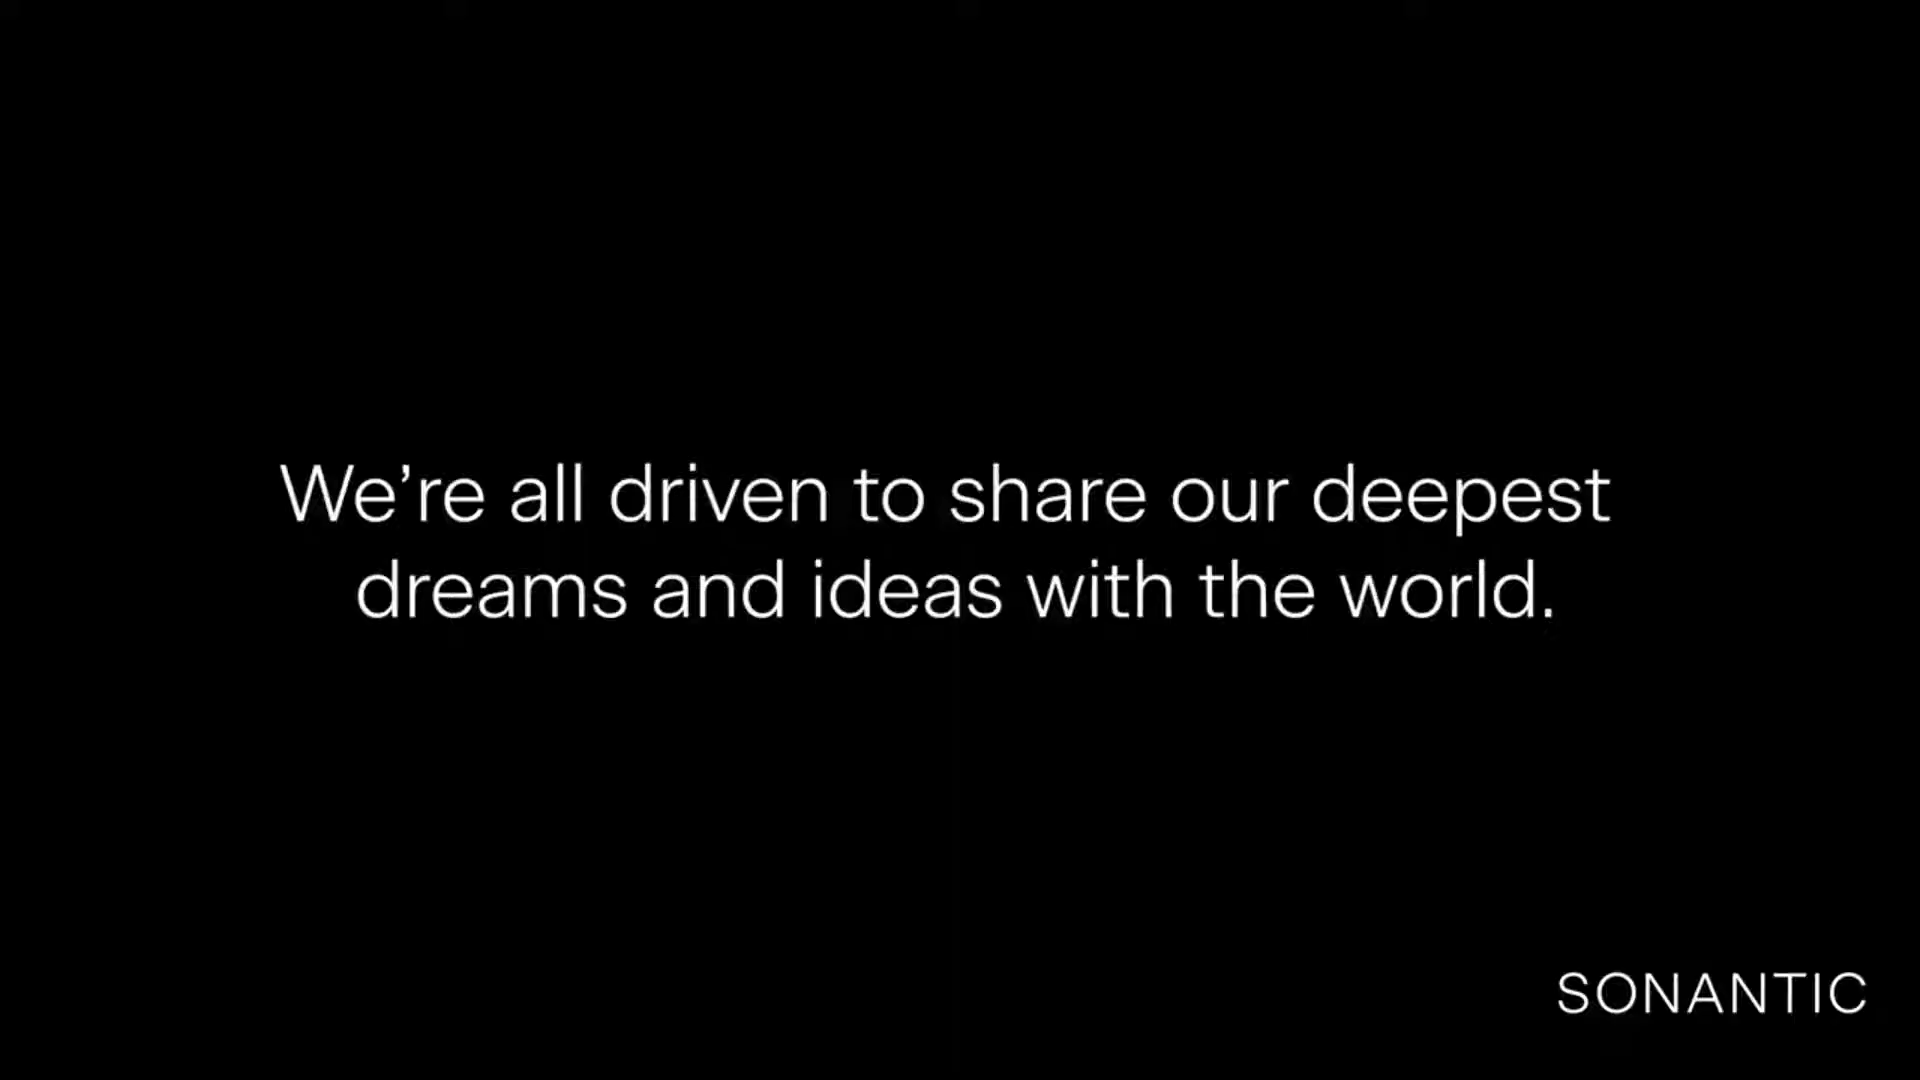 We’re all driven to share our deepest
dreams and ideas with the world.
SONANTIC